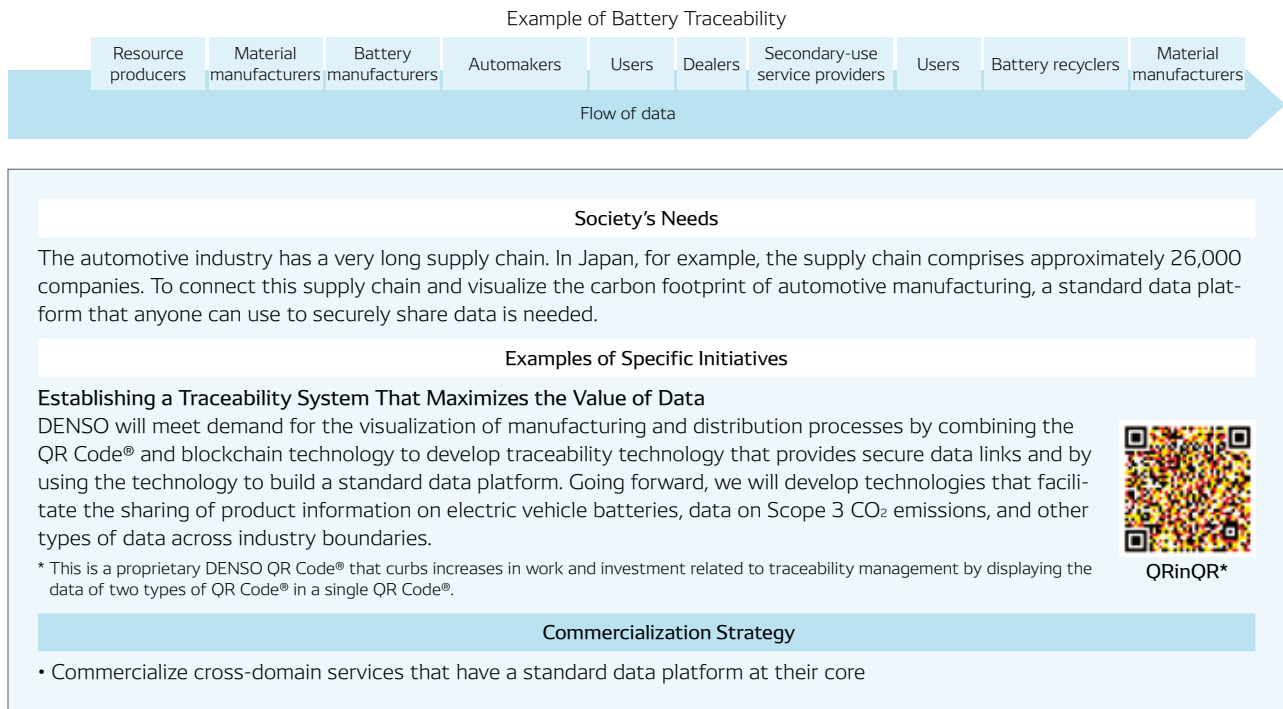 Example of Battery Traceability
Resource producers
Material manufacturers
Battery manufacturers
Automakers
Users
Dealers
Secondary-use service providers
Users
Battery recyclers
Material manufacturers
Flow of data
Society's Needs
The automotive industry has a very long supply chain. In Japan, for example, the supply chain comprises approximately 26,000
companies. To connect this supply chain and visualize the carbon footprint of automotive manufacturing, a standard data plat-
form that anyone can use to securely share data is needed.
Examples of Specific Initiatives
Establishing a Traceability System That Maximizes the Value of Data
DENSO will meet demand for the visualization of manufacturing and distribution processes by combining the
QR Code® and blockchain technology to develop traceability technology that provides secure data links and by
using the technology to build a standard data platform. Going forward, we will develop technologies that facili-
tate the sharing of product information on electric vehicle batteries, data on Scope 3 CO₂ emissions, and other
types of data across industry boundaries.
* This is a proprietary DENSO QR Code® that curbs increases in work and investment related to traceability management by displaying the
data of two types of QR Code® in a single QR Code®.
QRinQR*
Commercialization Strategy
• Commercialize cross-domain services that have a standard data platform at their core